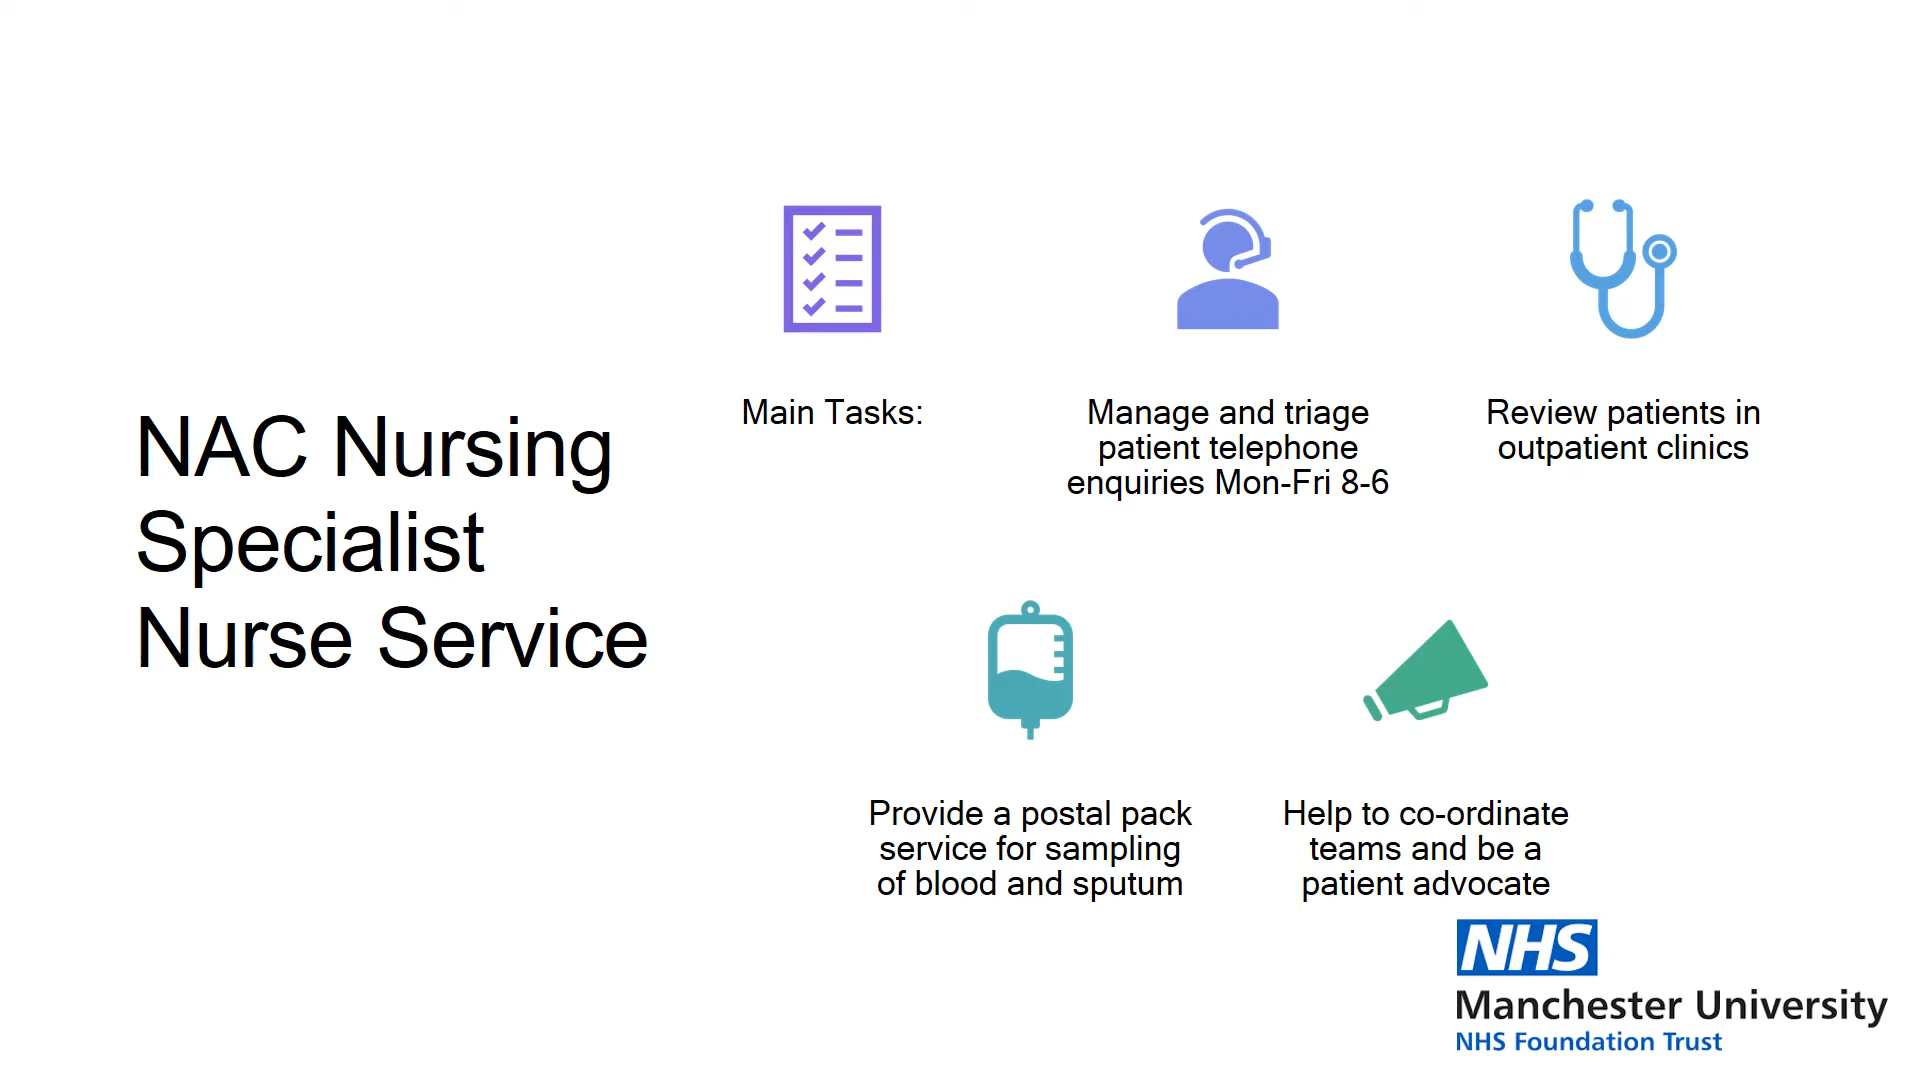 NAC Nursing
Specialist
Nurse Service
Main Tasks:
Manage and triage
patient telephone
enquiries Mon-Fri 8-6
Review patients in
outpatient clinics
Provide a postal pack
service for sampling
of blood and sputum
Help to co-ordinate
teams and be a
patient advocate
NHS
Manchester University
NHS Foundation Trust